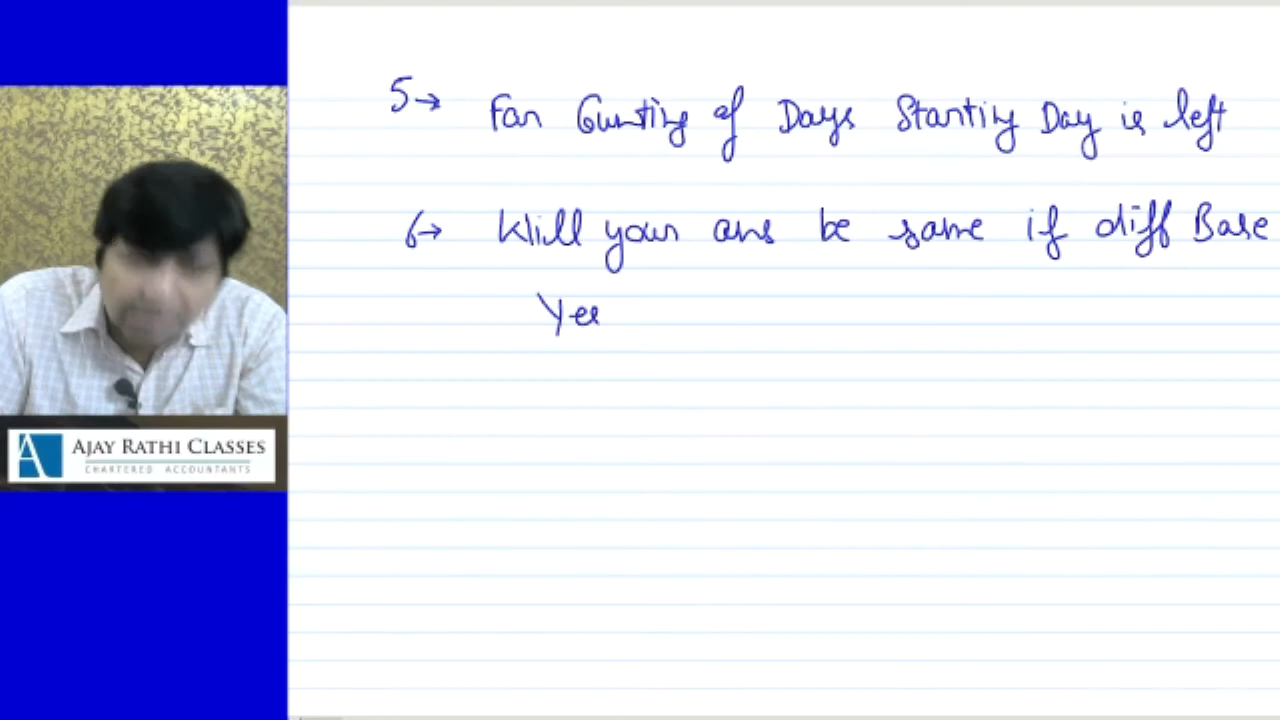 5→ For Counting of Days Starting Day is left
6→ Will your ans be same if diff Base
Yes
AJAY RATHI CLASSES
CHARTERED ACCOUNTANTS